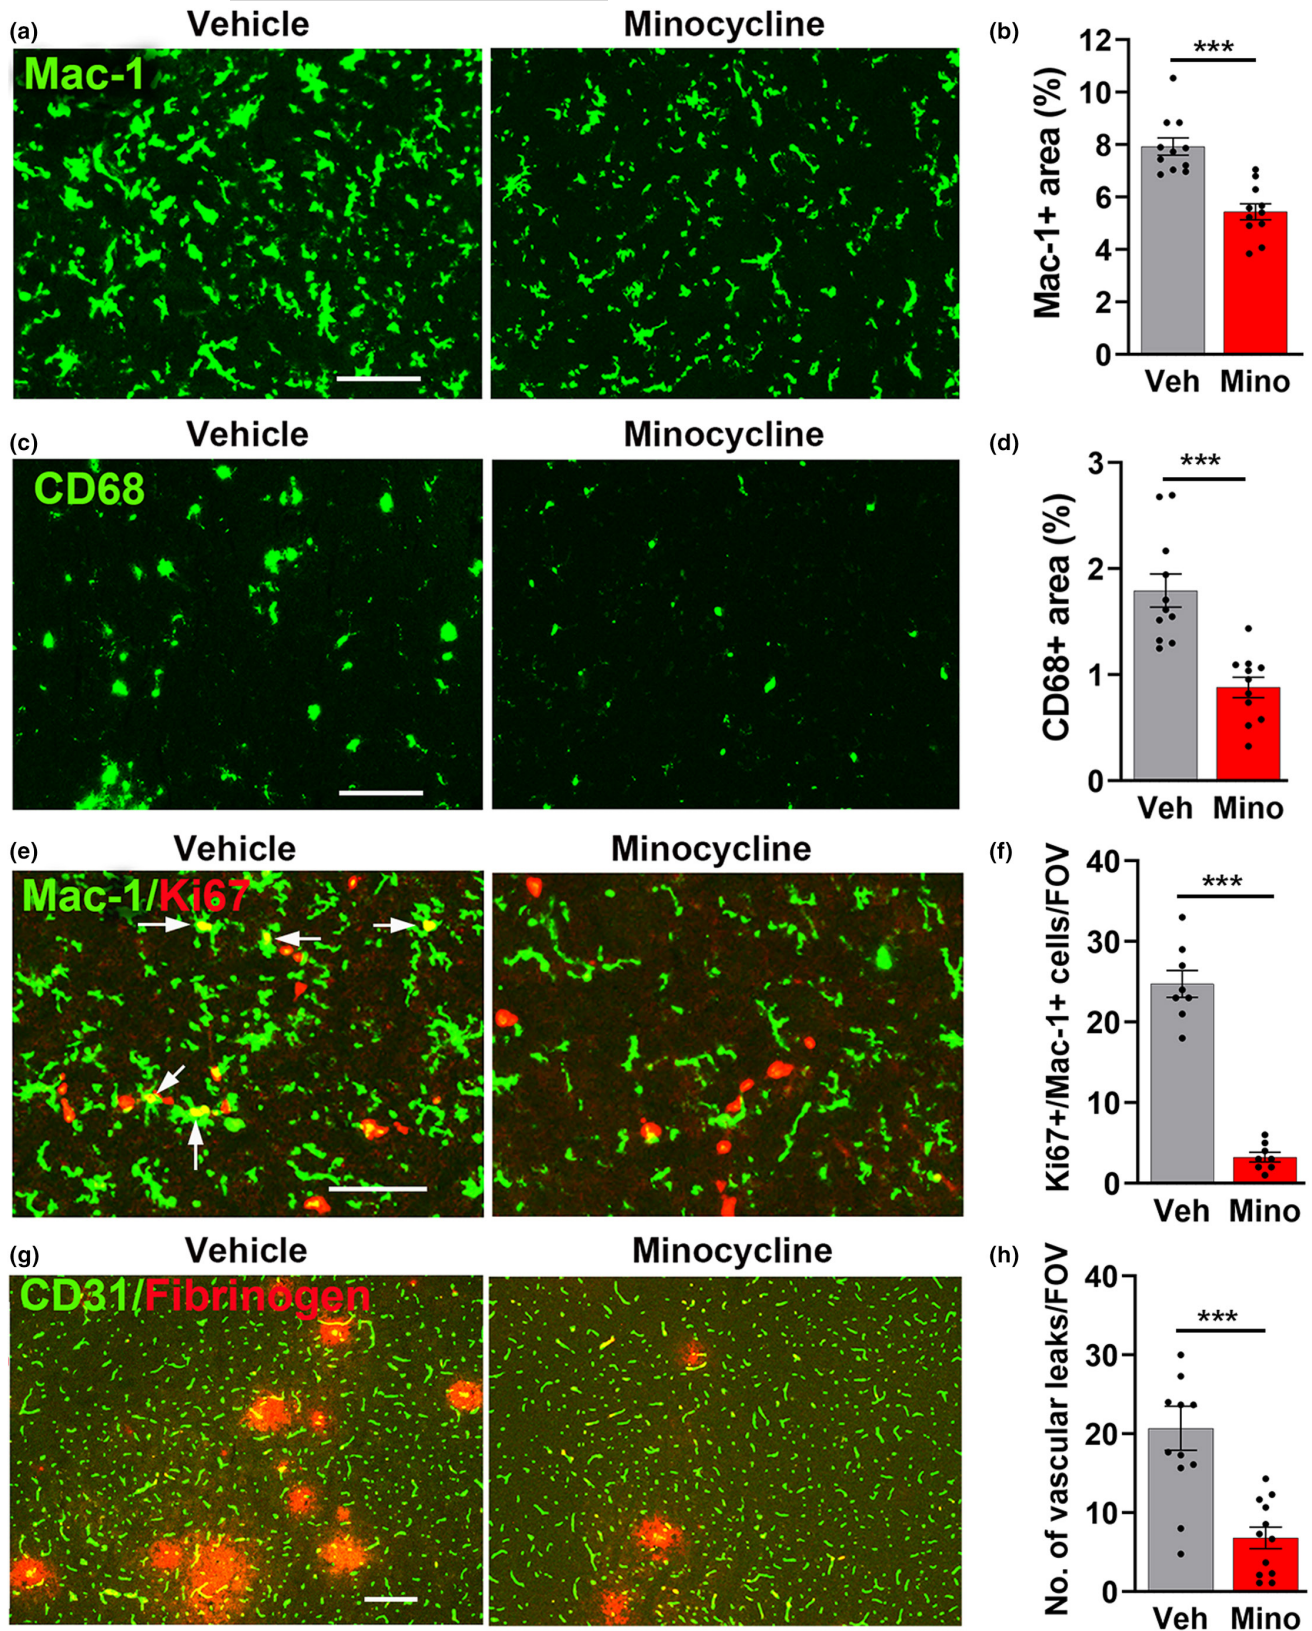 (a) Vehicle Minocycline (b)
Mac-1
12
10
8
6
4
2
0
Mac-1+ area (%)
***
Veh Mino
(c) Vehicle Minocycline (d)
CD68
3
2
1
0
CD68+ area (%)
***
Veh Mino
(e) Vehicle Minocycline (f)
Mac-1/Ki67
40
30
20
10
0
Ki67+/Mac-1+ cells/FOV
***
Veh Mino
(g) Vehicle Minocycline (h)
CD31/Fibrinogen
40
30
20
10
0
No. of vascular leaks/FOV
***
Veh Mino